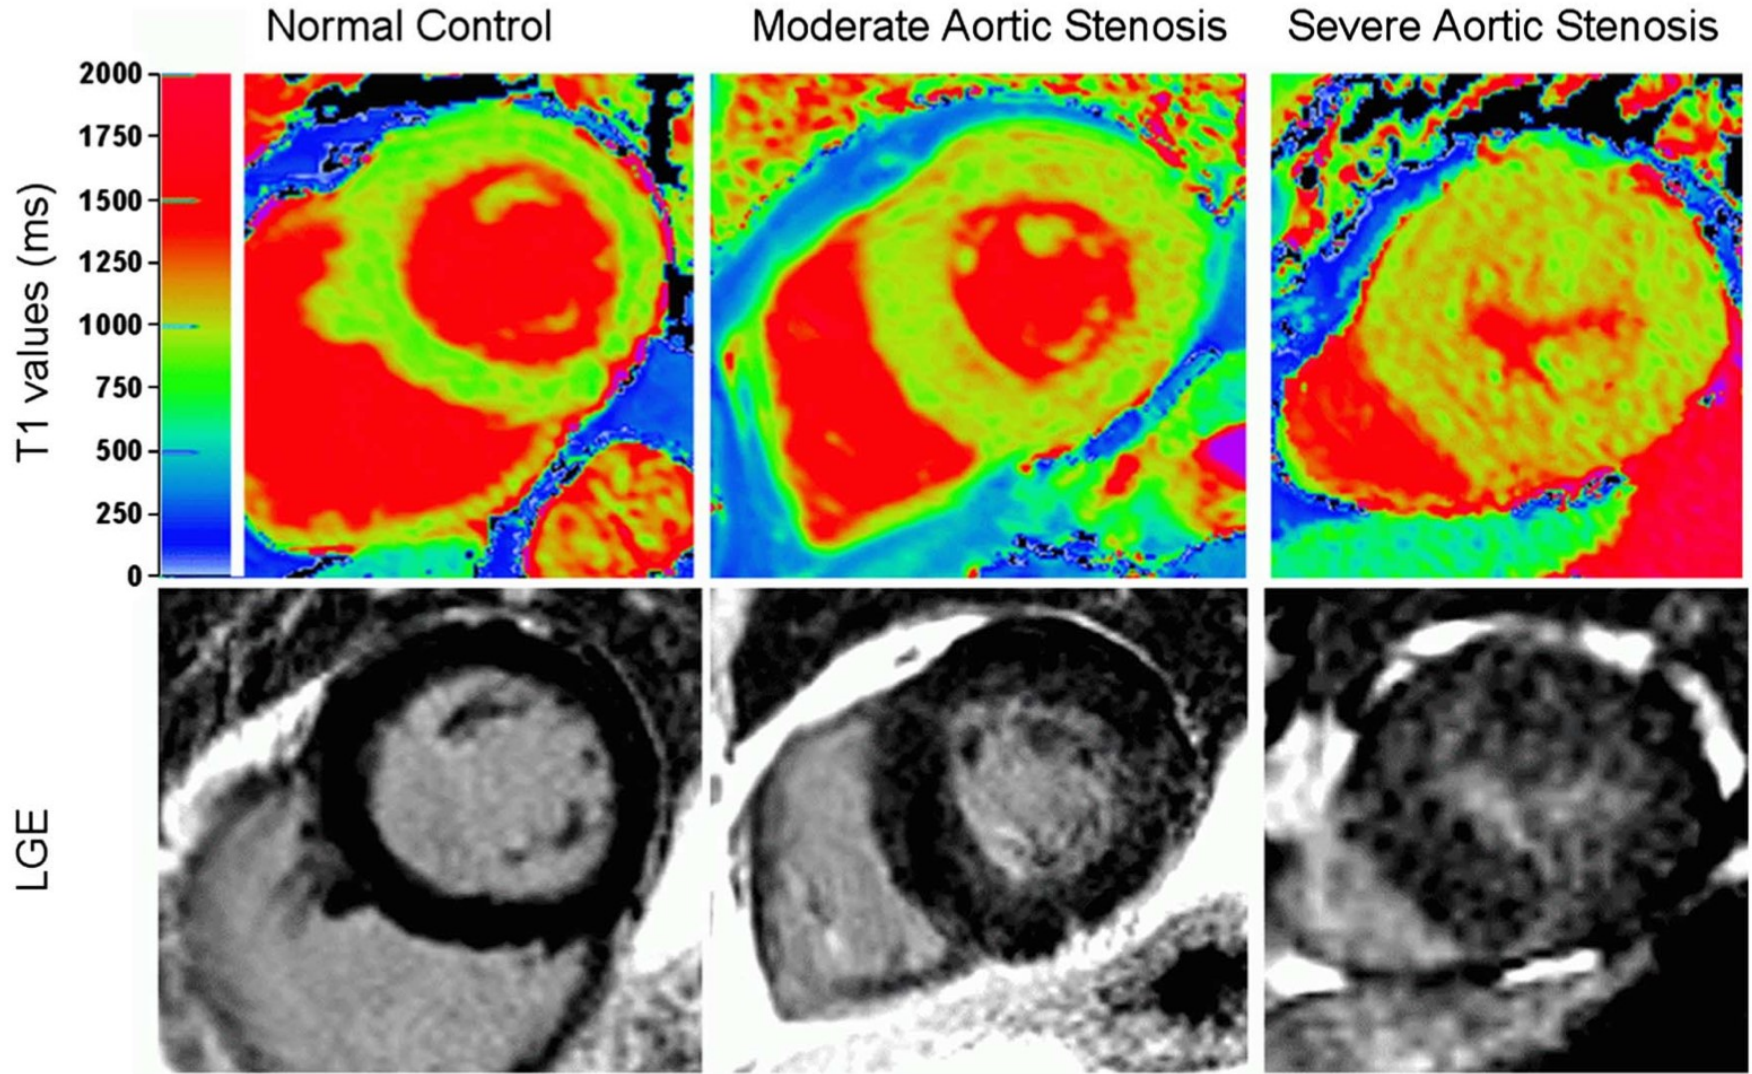 Normal Control
Moderate Aortic Stenosis
Severe Aortic Stenosis
T1 values (ms)
2000
1750
1500
1250
1000
750
500
250
0
LGE